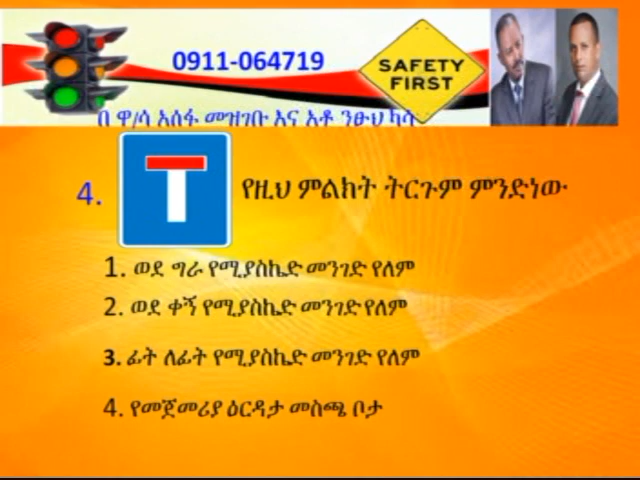 0911-064719
SAFETY
FIRST
በ ዋ/ሳ አሰፋ መዝገቡ እና አቶ ንፁህ ካሳ
4. የዚህ ምልክት ትርጉም ምንድነው
1. ወደ ግራ የሚያስኬድ መንገድ የለም
2. ወደ ቀኝ የሚያስኬድ መንገድ የለም
3. ፊት ለፊት የሚያስኬድ መንገድ የለም
4. የመጀመሪያ ዕርዳታ መስጫ ቦታ